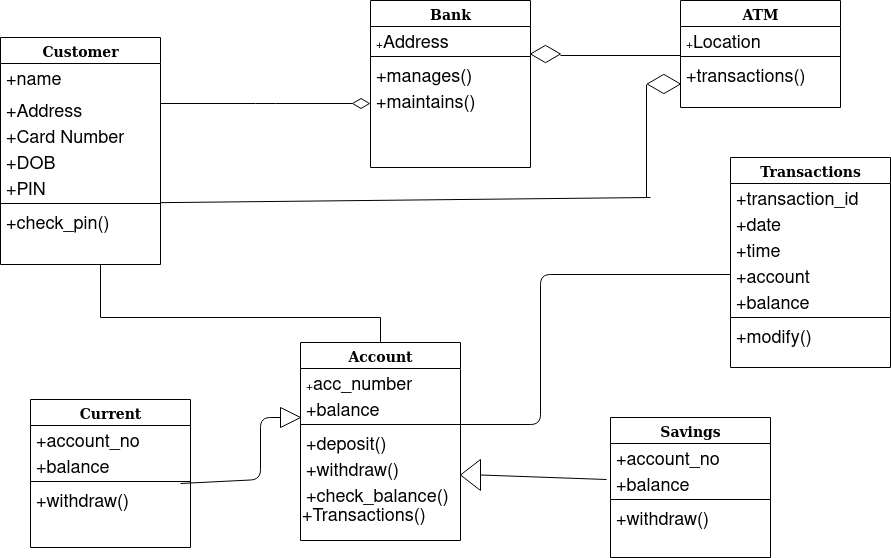 Bank
+Address
+manages()
+maintains()
ATM
+Location
+transactions()
Customer
+name
+Address
+Card Number
+DOB
+PIN
+check_pin()
Transactions
+transaction_id
+date
+time
+account
+balance
+modify()
Account
+acc_number
+balance
+deposit()
+withdraw()
+check_balance()
+Transactions()
Current
+account_no
+balance
+withdraw()
Savings
+account_no
+balance
+withdraw()